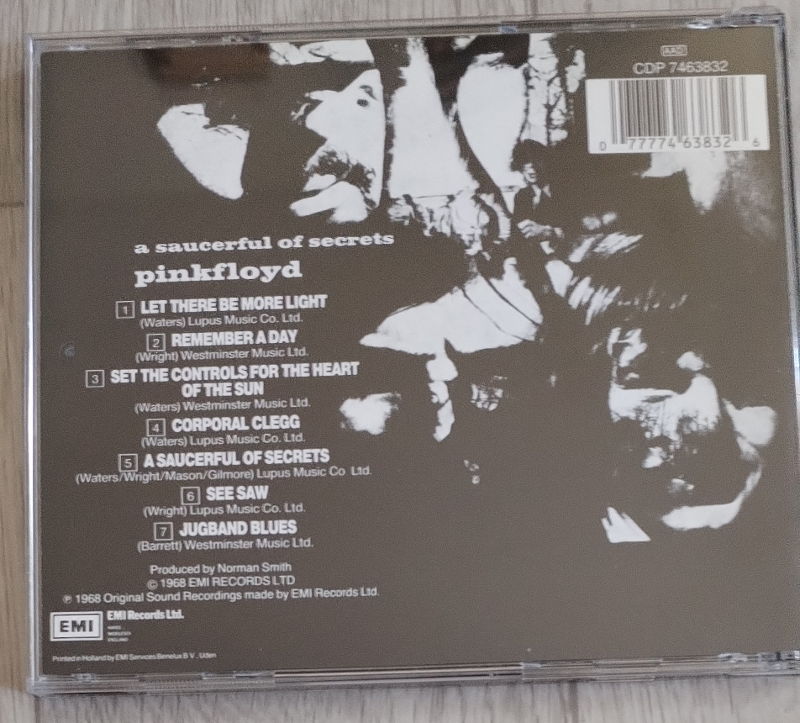 AAD
CDP 7463832
0 77774 63832 6
a saucerful of secrets
pinkfloyd
1 LET THERE BE MORE LIGHT
(Waters) Lupus Music Co. Ltd.
2 REMEMBER A DAY
(Wright) Westminster Music Ltd.
3 SET THE CONTROLS FOR THE HEART
OF THE SUN
(Waters) Westminster Music Ltd.
4 CORPORAL CLEGG
(Waters) Lupus Music Co. Ltd.
5 A SAUCERFUL OF SECRETS
(Waters/Wright/Mason/Gilmore) Lupus Music Co. Ltd.
6 SEE SAW
(Wright) Lupus Music Co. Ltd.
7 JUGBAND BLUES
(Barrett) Westminster Music Ltd.
Produced by Norman Smith
© 1968 EMI RECORDS LTD
℗ 1968 Original Sound Recordings made by EMI Records Ltd.
EMI EMI Records Ltd.
HAYES
MIDDLESEX
ENGLAND
Printed in Holland by EMI Services Benelux B.V., Uden